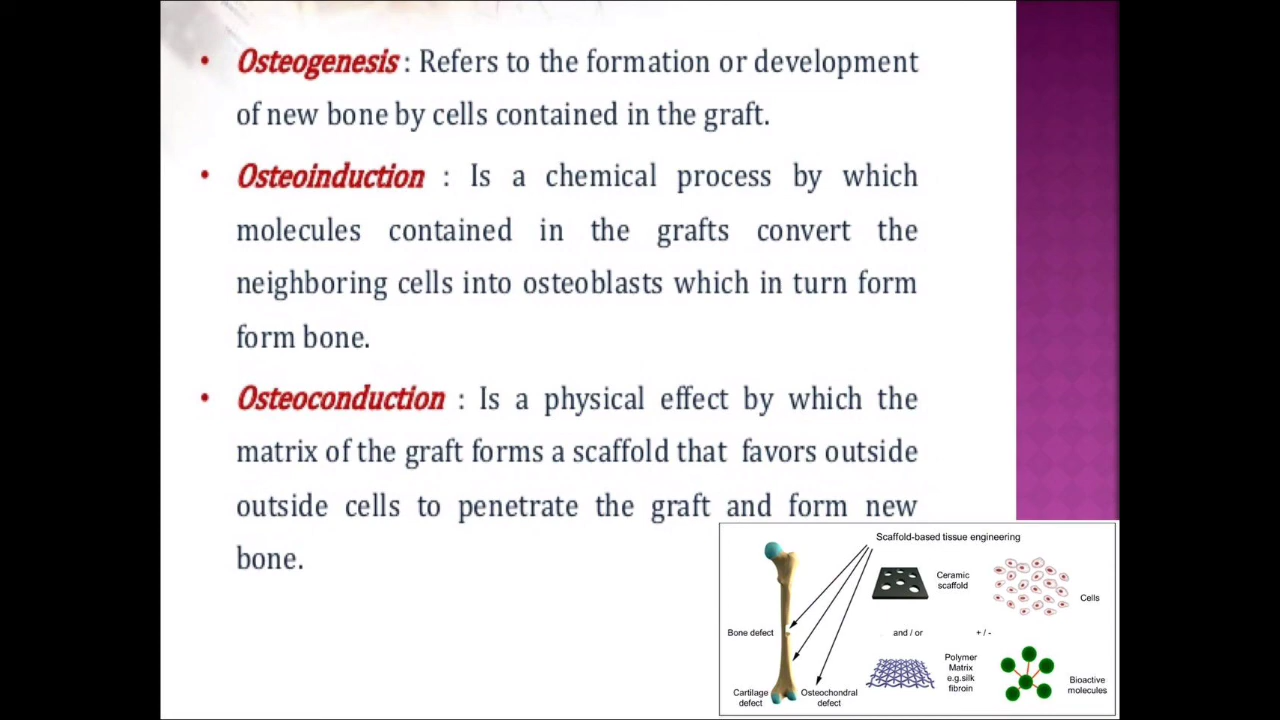 • Osteogenesis : Refers to the formation or development
of new bone by cells contained in the graft.
• Osteoinduction : Is a chemical process by which
molecules contained in the grafts convert the
neighboring cells into osteoblasts which in turn form
form bone.
• Osteoconduction : Is a physical effect by which the
matrix of the graft forms a scaffold that favors outside
outside cells to penetrate the graft and form new
bone.
Scaffold-based tissue engineering
Ceramic
scaffold
Cells
Bone defect
and / or
+ / -
Polymer
Matrix
e.g.silk
fibroin
Bioactive
molecules
Cartilage
defect
Osteochondral
defect